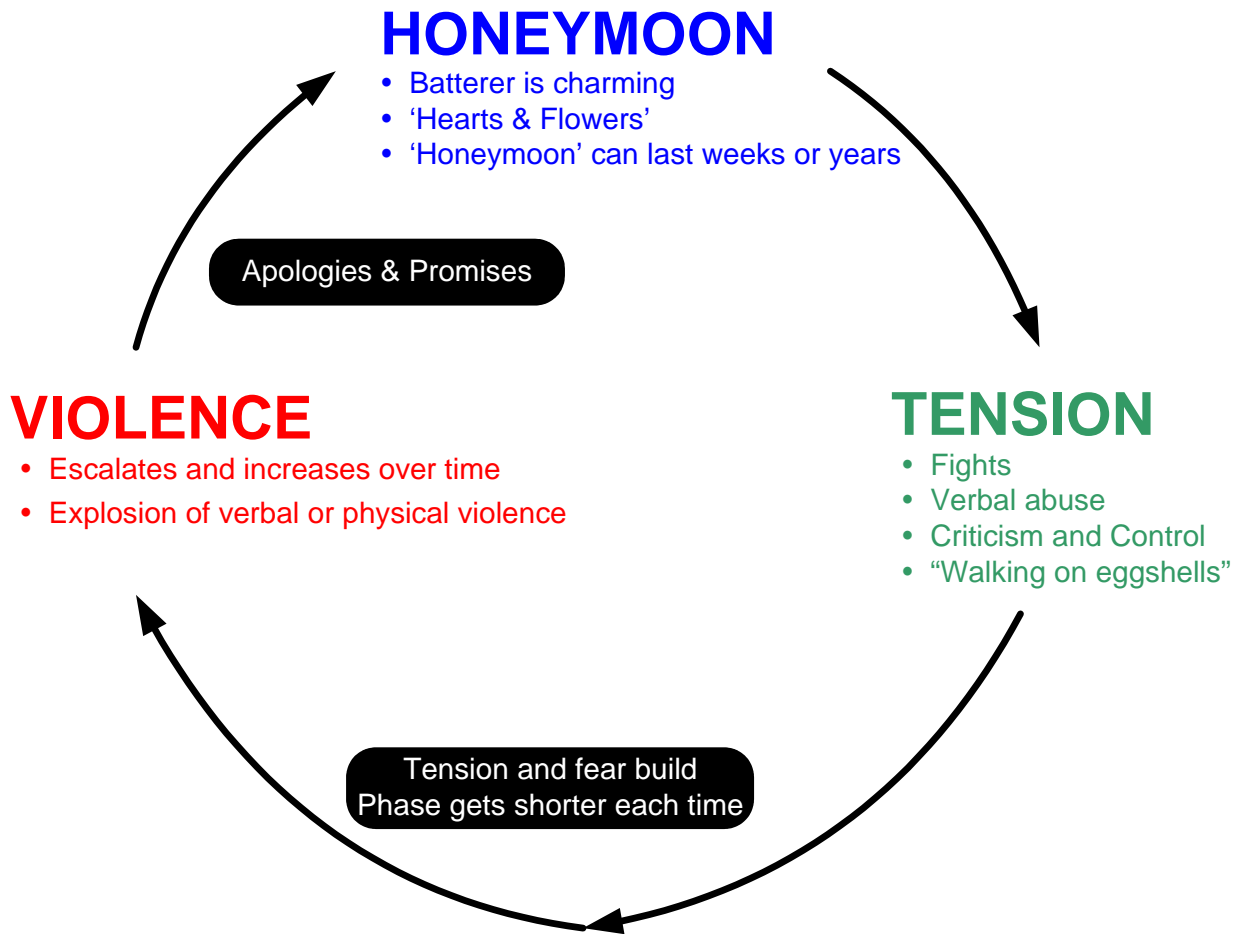 HONEYMOON
• Batterer is charming
• ‘Hearts & Flowers’
• ‘Honeymoon’ can last weeks or years
Apologies & Promises
VIOLENCE
• Escalates and increases over time
• Explosion of verbal or physical violence
TENSION
• Fights
• Verbal abuse
• Criticism and Control
• “Walking on eggshells”
Tension and fear build
Phase gets shorter each time